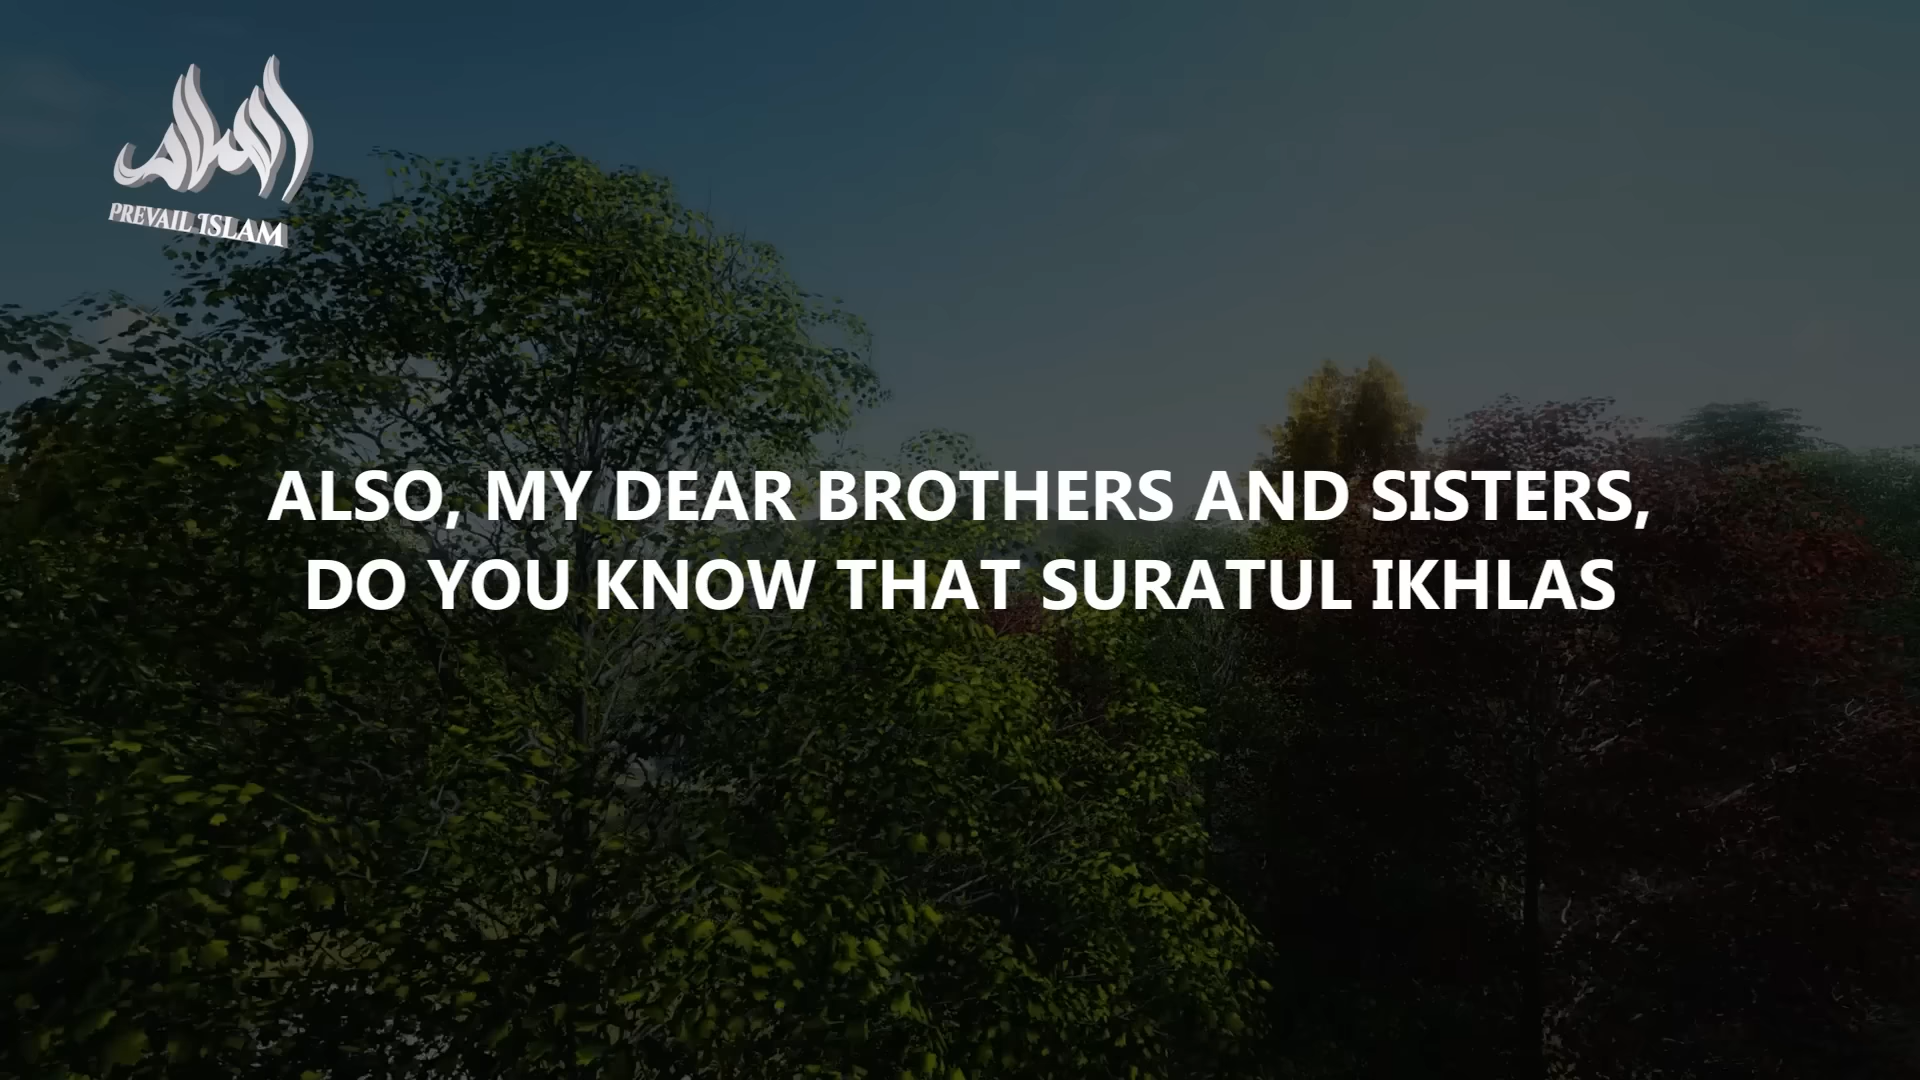 PREVAIL ISLAM
ALSO, MY DEAR BROTHERS AND SISTERS,
DO YOU KNOW THAT SURATUL IKHLAS